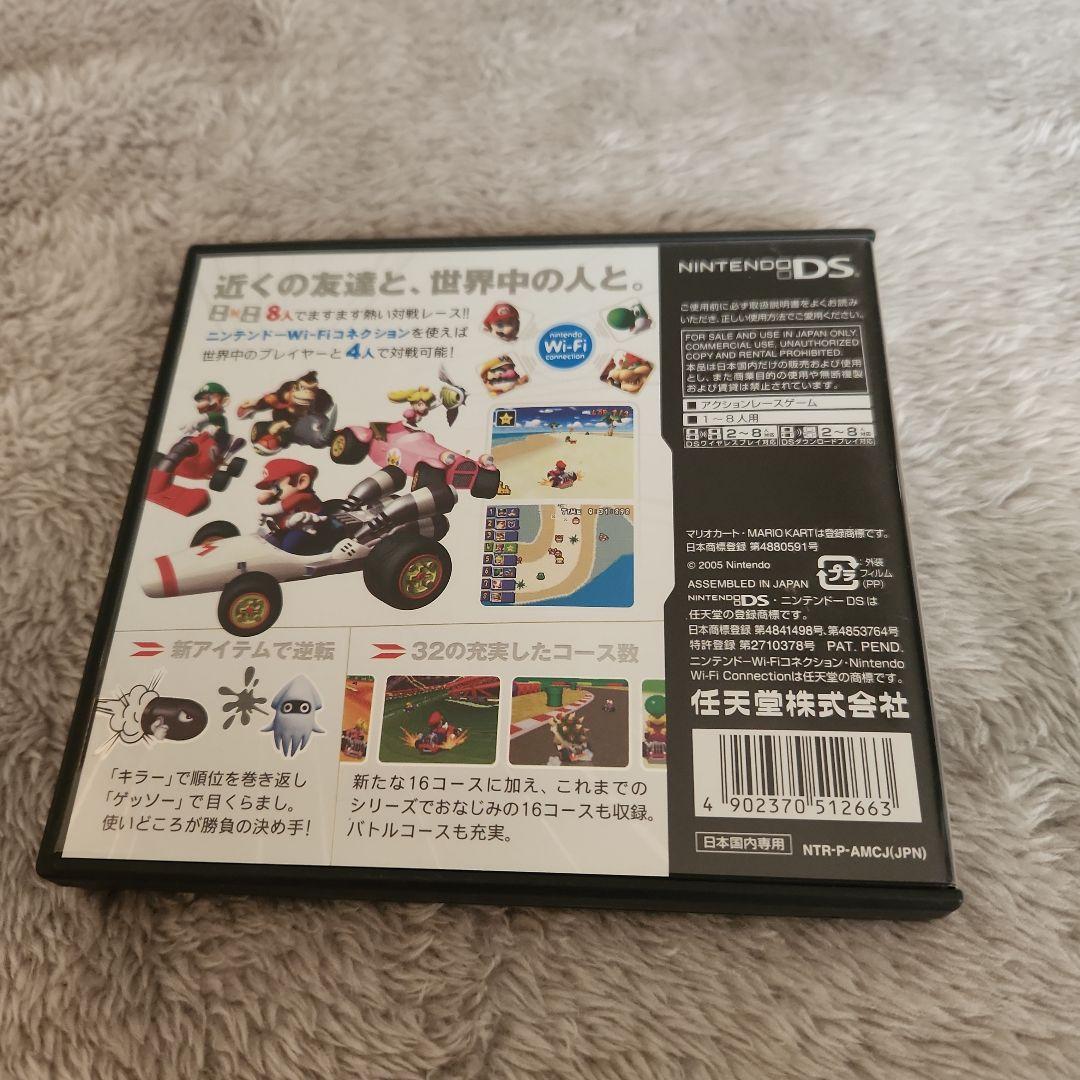 近くの友達と、世界中の人と。
8人でますます熱い対戦レース!!
ニンテンドーWi-Fiコネクションを使えば
世界中のプレイヤーと4人で対戦可能!
nintendo
Wi-Fi
connection
TIME 0:31:898
新アイテムで逆転
「キラー」で順位を巻き返し
「ゲッソー」で目くらまし。
使いどころが勝負の決め手!
32の充実したコース数
新たな16コースに加え、これまでの
シリーズでおなじみの16コースも収録。
バトルコースも充実。
NINTENDO DS
ご使用前に必ず取扱説明書をよくお読み
いただき、正しい使用方法でご愛用ください。
FOR SALE AND USE IN JAPAN ONLY.
COMMERCIAL USE, UNAUTHORIZED
COPY AND RENTAL PROHIBITED.
本品は日本国内だけの販売および使用
とし、また商業目的の使用や無断複製
および賃貸は禁止されています。
アクションレースゲーム
1~8人用
2~8人 対応 2~8人 対応
DSワイヤレスプレイ対応 DSダウンロードプレイ対応
マリオカート・MARIO KARTは登録商標です。
日本商標登録 第4880591号
© 2005 Nintendo
ASSEMBLED IN JAPAN
プラ
外装
フィルム
(PP)
NINTENDO DS・ニンテンドーDSは
任天堂の登録商標です。
日本商標登録 第4841498号、第4853764号
特許登録 第2710378号 PAT. PEND.
ニンテンドーWi-Fiコネクション・Nintendo
Wi-Fi Connectionは任天堂の商標です。
任天堂株式会社
4 902370 512663
日本国内専用
NTR-P-AMCJ(JPN)